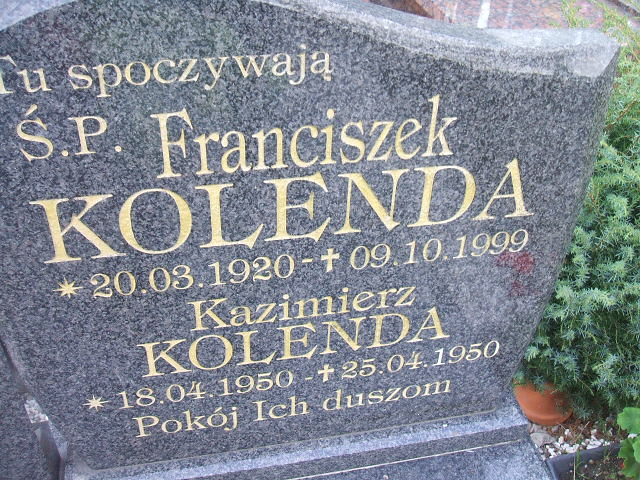 Tu spoczywają
Ś.P. Franciszek
KOLENDA
* 20.03.1920 - ✝ 09.10.1999
Kazimierz
KOLENDA
* 18.04.1950 - ✝ 25.04.1950
Pokój Ich duszom